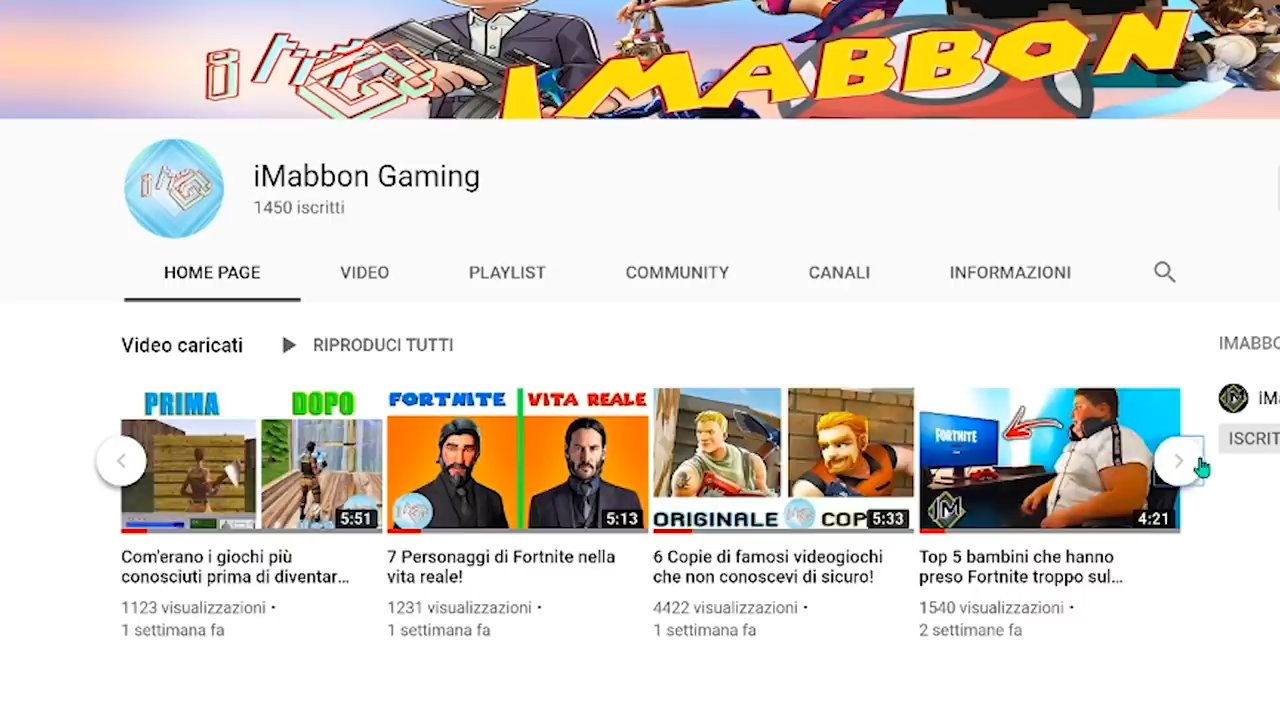 iMG
IMABBON
iMG
iMabbon Gaming
1450 iscritti
HOME PAGE
VIDEO
PLAYLIST
COMMUNITY
CANALI
INFORMAZIONI
Video caricati
RIPRODUCI TUTTI
IMABBO
PRIMA
DOPO
5:51
FORTNITE
VITA REALE
5:13
ORIGINALE
COP
5:33
FORTNITE
4:21
iMa
ISCRIT
Com'erano i giochi più
conosciuti prima di diventar...
1123 visualizzazioni •
1 settimana fa
7 Personaggi di Fortnite nella
vita reale!
1231 visualizzazioni •
1 settimana fa
6 Copie di famosi videogiochi
che non conoscevi di sicuro!
4422 visualizzazioni •
1 settimana fa
Top 5 bambini che hanno
preso Fortnite troppo sul...
1540 visualizzazioni •
2 settimane fa